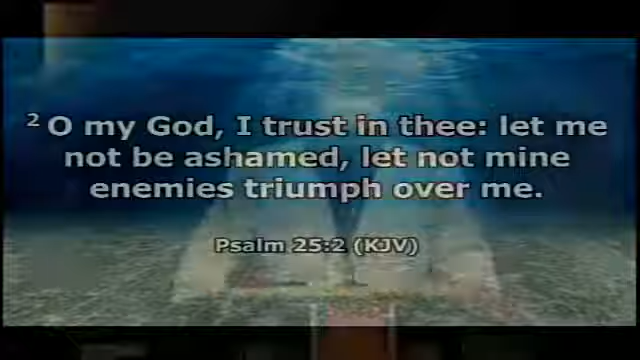 2 O my God, I trust in thee: let me
not be ashamed, let not mine
enemies triumph over me.
Psalm 25:2 (KJV)